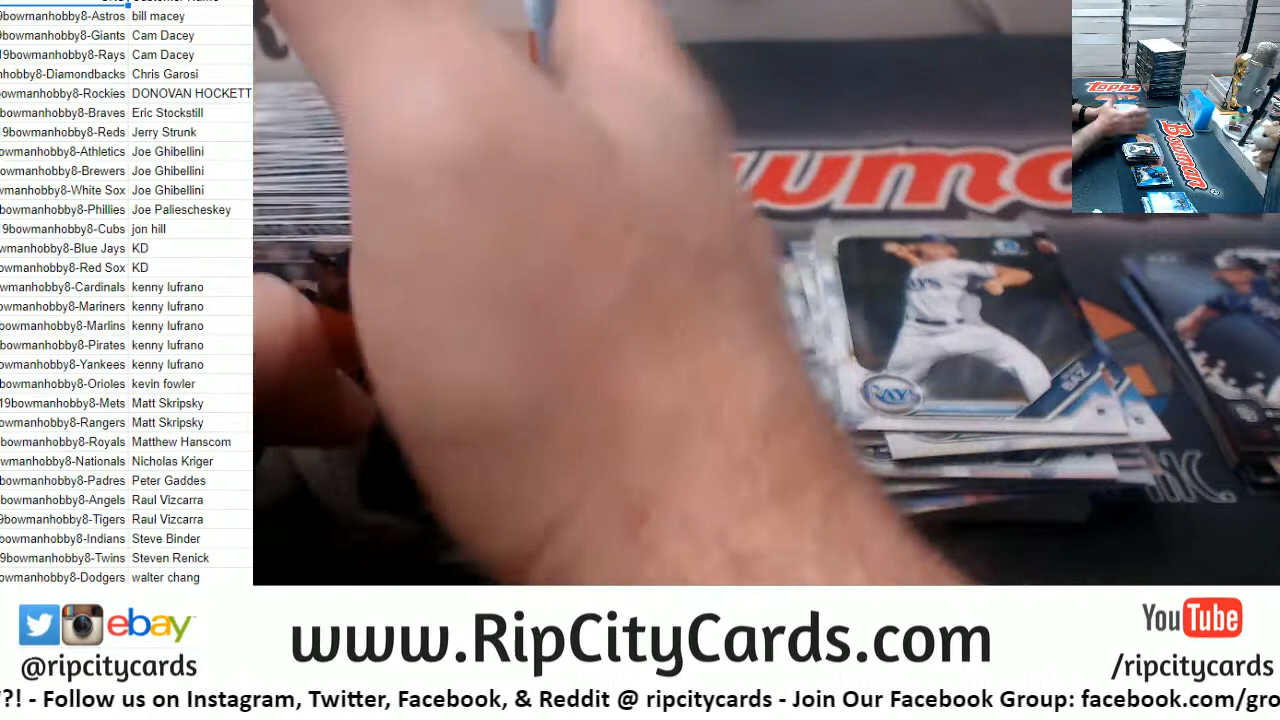 9bowmanhobby8-Astros bill macey
9bowmanhobby8-Giants Cam Dacey
19bowmanhobby8-Rays Cam Dacey
nhobby8-Diamondbacks Chris Garosi
bowmanhobby8-Rockies DONOVAN HOCKETT
bowmanhobby8-Braves Eric Stockstill
19bowmanhobby8-Reds Jerry Strunk
owmanhobby8-Athletics Joe Ghibellini
owmanhobby8-Brewers Joe Ghibellini
wmanhobby8-White Sox Joe Ghibellini
bowmanhobby8-Phillies Joe Paliescheskey
9bowmanhobby8-Cubs jon hill
wmanhobby8-Blue Jays KD
owmanhobby8-Red Sox KD
wmanhobby8-Cardinals kenny lufrano
owmanhobby8-Mariners kenny lufrano
bowmanhobby8-Marlins kenny lufrano
bowmanhobby8-Pirates kenny lufrano
owmanhobby8-Yankees kenny lufrano
bowmanhobby8-Orioles kevin fowler
19bowmanhobby8-Mets Matt Skripsky
owmanhobby8-Rangers Matt Skripsky
bowmanhobby8-Royals Matthew Hanscom
wmanhobby8-Nationals Nicholas Kriger
bowmanhobby8-Padres Peter Gaddes
bowmanhobby8-Angels Raul Vizcarra
9bowmanhobby8-Tigers Raul Vizcarra
bowmanhobby8-Indians Steve Binder
9bowmanhobby8-Twins Steven Renick
owmanhobby8-Dodgers walter chang
wma
RAYS
TOPPS
Bowman
ebay
@ripcitycards
www.RipCityCards.com
YouTube
/ripcitycards
?! - Follow us on Instagram, Twitter, Facebook, & Reddit @ ripcitycards - Join Our Facebook Group: facebook.com/gro